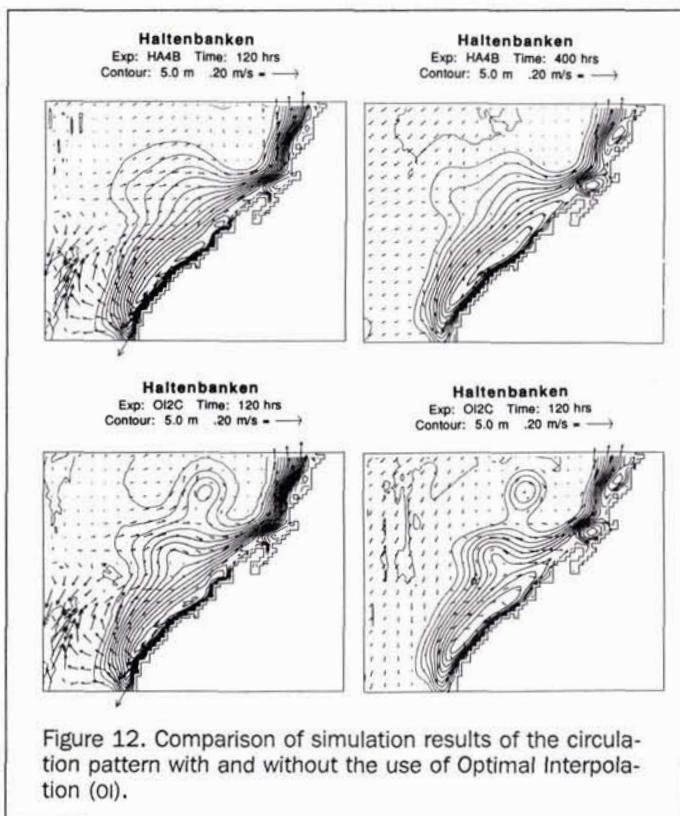 Haltenbanken
Exp: HA4B Time: 120 hrs
Contour: 5.0 m .20 m/s =
Haltenbanken
Exp: HA4B Time: 400 hrs
Contour: 5.0 m .20 m/s =
Haltenbanken
Exp: OI2C Time: 120 hrs
Contour: 5.0 m .20 m/s =
Haltenbanken
Exp: OI2C Time: 120 hrs
Contour: 5.0 m .20 m/s =
Figure 12. Comparison of simulation results of the circula-
tion pattern with and without the use of Optimal Interpola-
tion (OI).